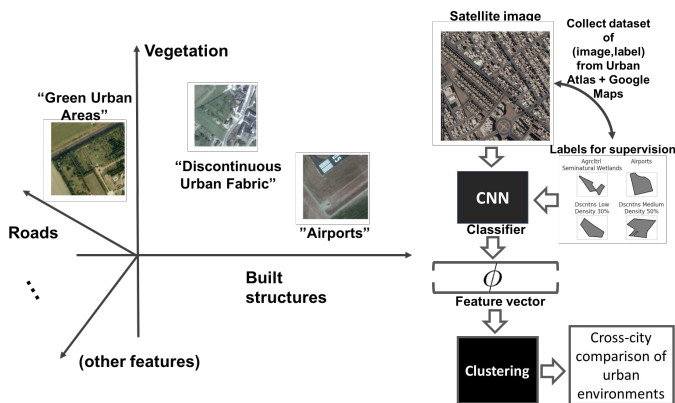 Vegetation
“Green Urban
Areas”
“Discontinuous
Urban Fabric”
”Airports”
Roads
Built
structures
(other features)
Satellite image
Collect dataset
of
(image,label)
from Urban
Atlas + Google
Maps
Labels for supervision
Agrcltrl
Seminatural Wetlands
Airports
Dscntns Low
Density 30%
Dscntns Medium
Density 50%
CNN
Classifier
ϕ
Feature vector
Clustering
Cross-city
comparison of
urban
environments